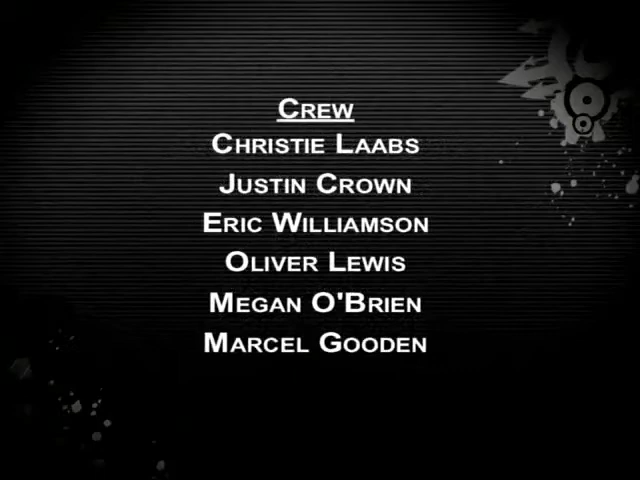 Crew
Christie Laabs
Justin Crown
Eric Williamson
Oliver Lewis
Megan O'Brien
Marcel Gooden